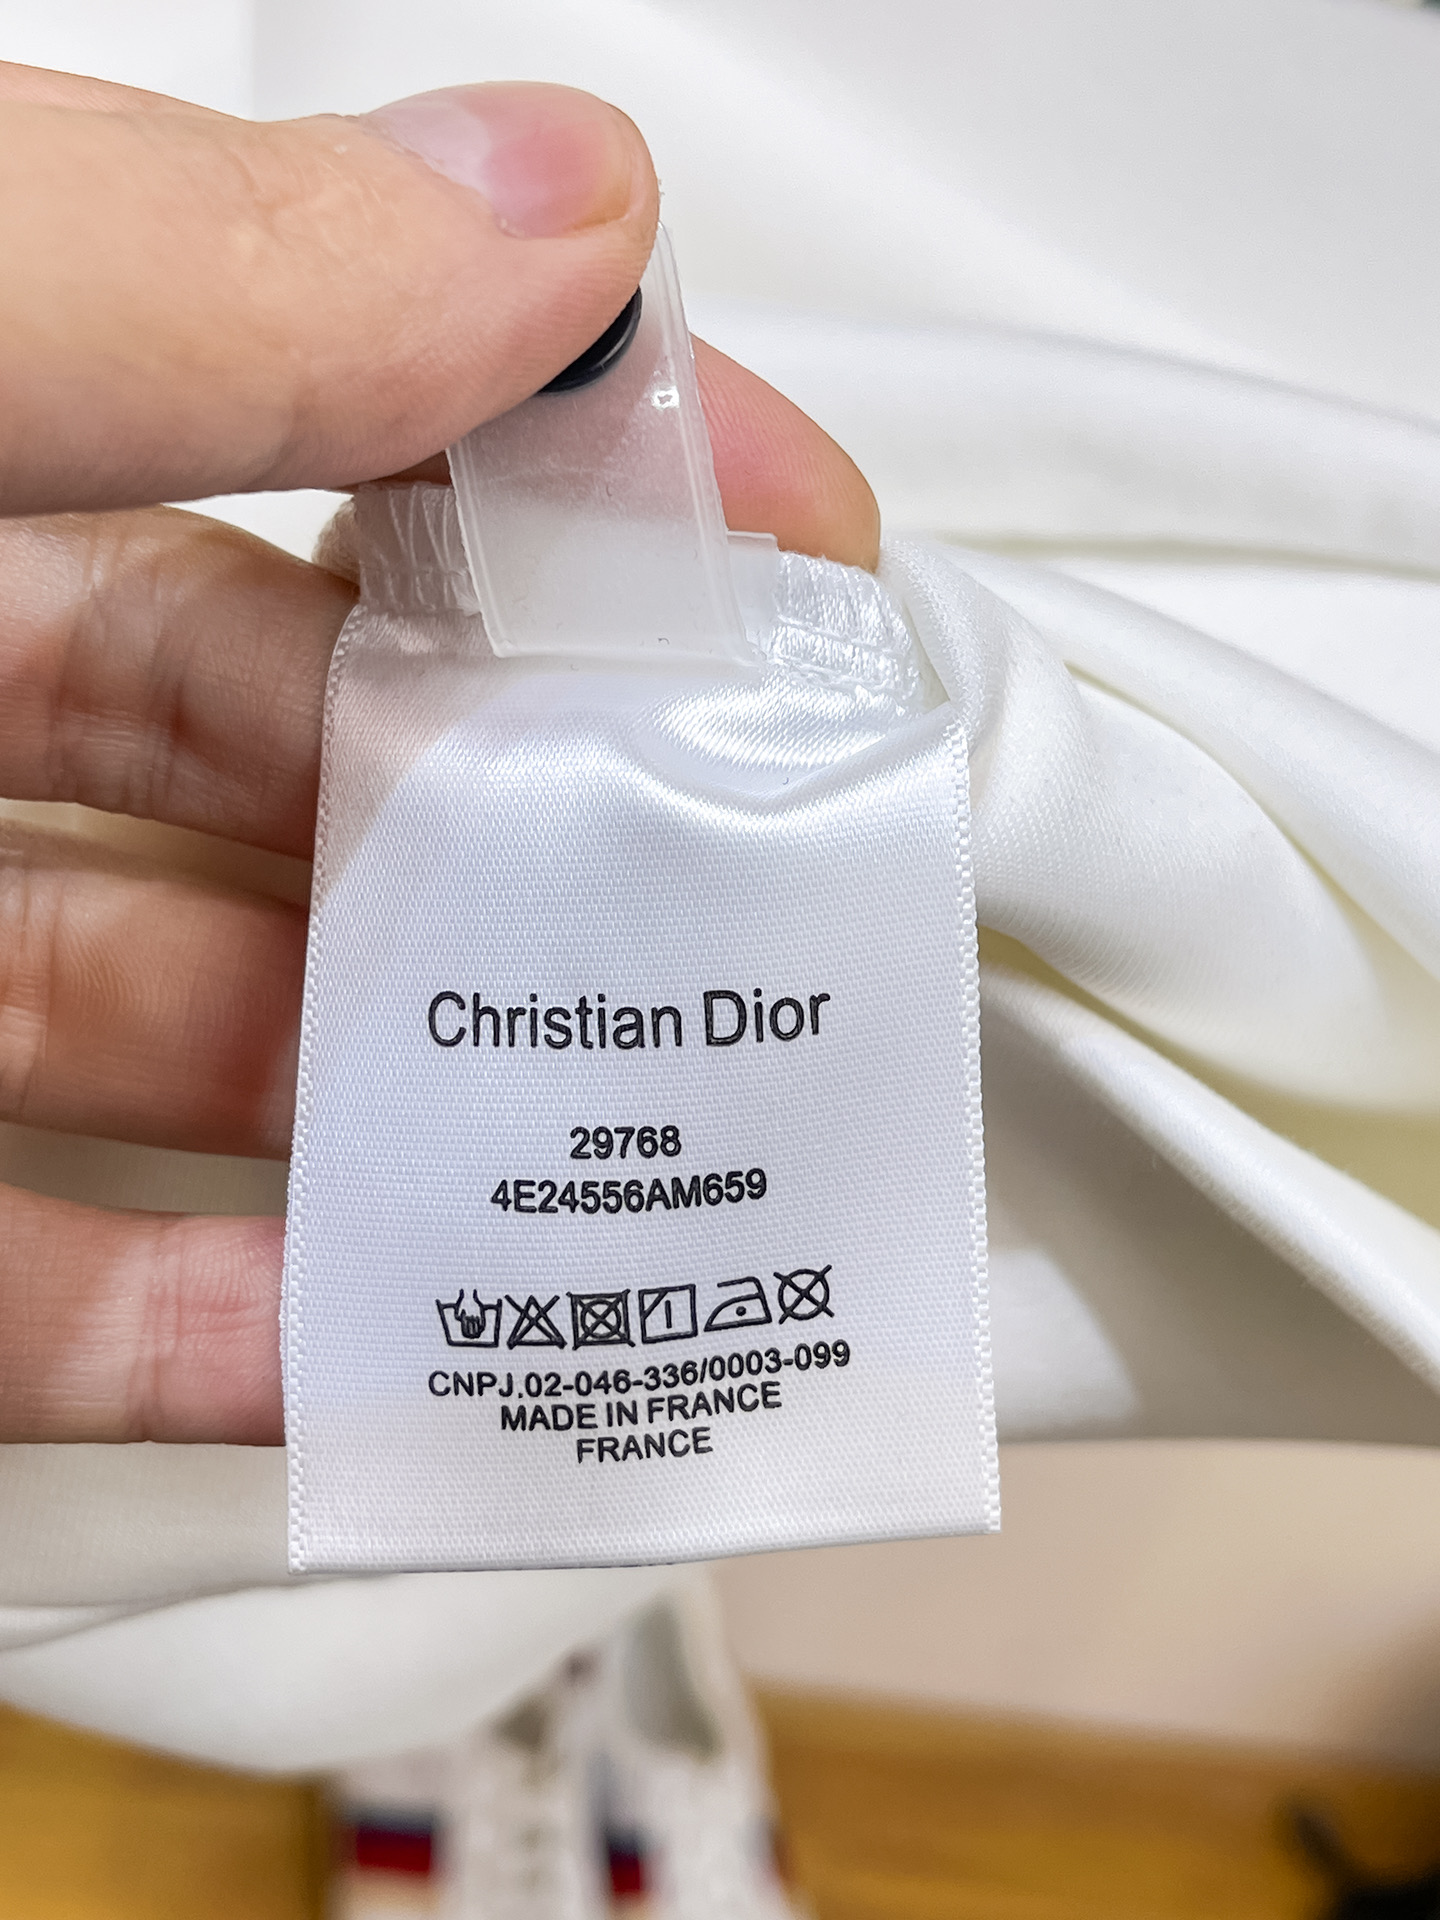 Christian Dior
29768
4E24556AM659
CNPJ.02-046-336/0003-099
MADE IN FRANCE
FRANCE